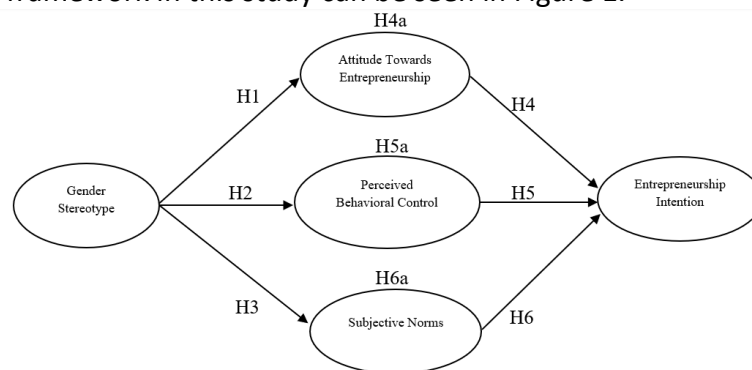 framework in this study can be seen in Figure 1.
H4a
Attitude Towards
Entrepreneurship
H1
H4
H5a
Gender
Stereotype
H2
Perceived
Behavioral Control
H5
Entrepreneurship
Intention
H6a
H3
Subjective Norms
H6